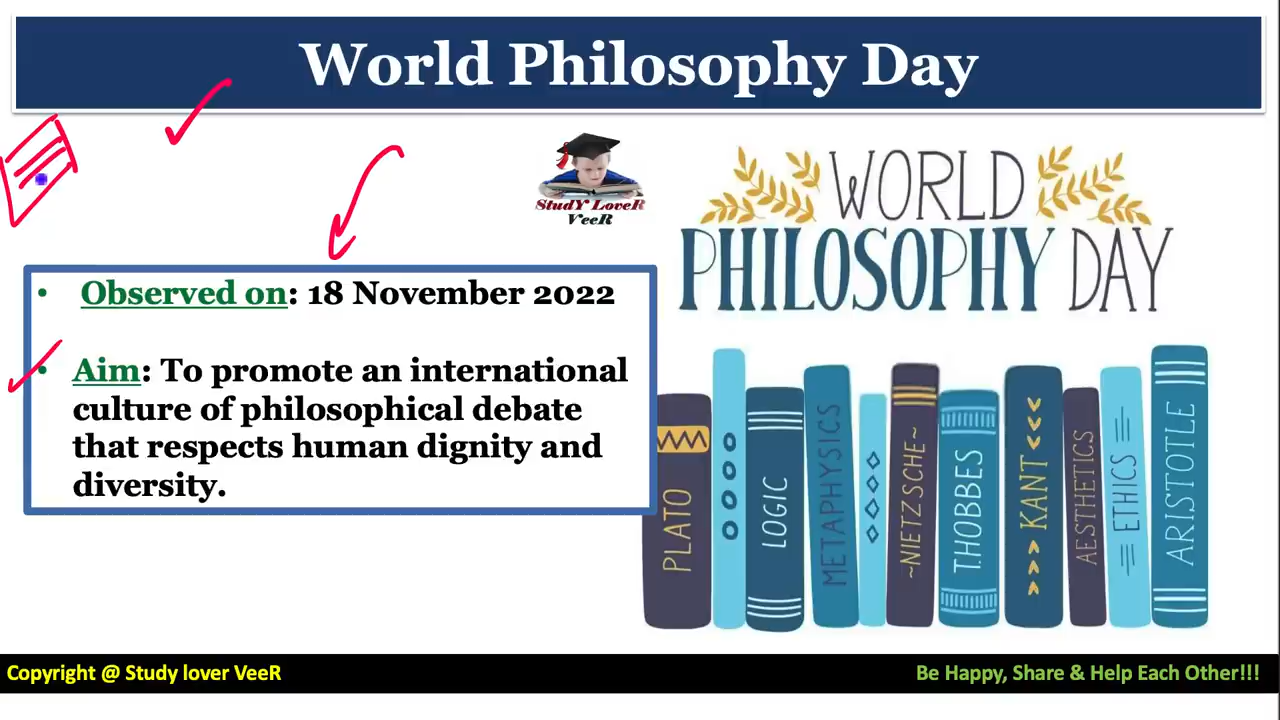 World Philosophy Day
StudY LoveR
VeeR
WORLD
PHILOSOPHY DAY
• Observed on: 18 November 2022
• Aim: To promote an international
culture of philosophical debate
that respects human dignity and
diversity.
PLATO
LOGIC
METAPHYSICS
~NIETZSCHE~
T.HOBBES
KANT
AESTHETICS
ETHICS
ARISTOTLE
Copyright @ Study lover VeeR
Be Happy, Share & Help Each Other!!!